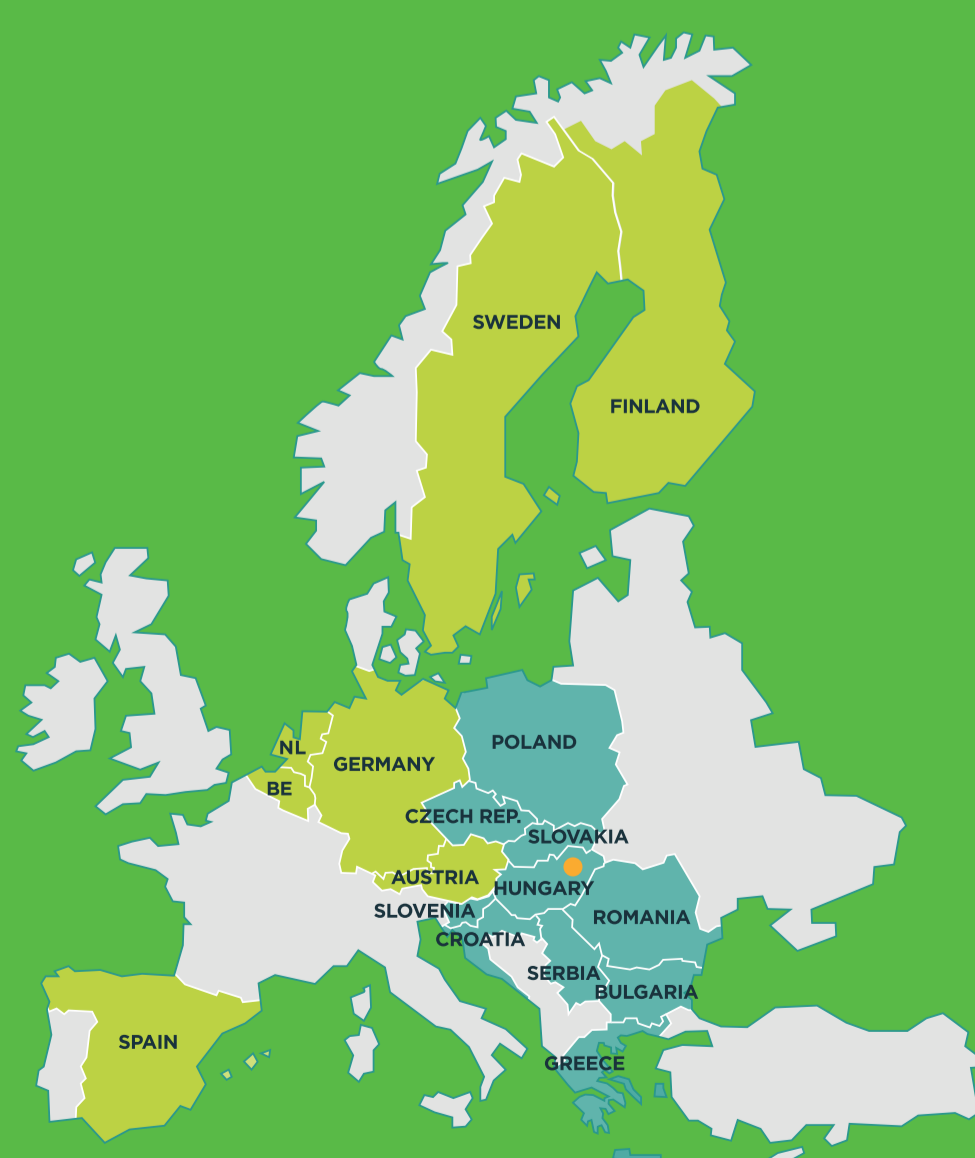 SWEDEN
FINLAND
POLAND
NL
GERMANY
BE
CZECH REP.
SLOVAKIA
AUSTRIA
HUNGARY
SLOVENIA
ROMANIA
CROATIA
SERBIA
BULGARIA
SPAIN
GREECE